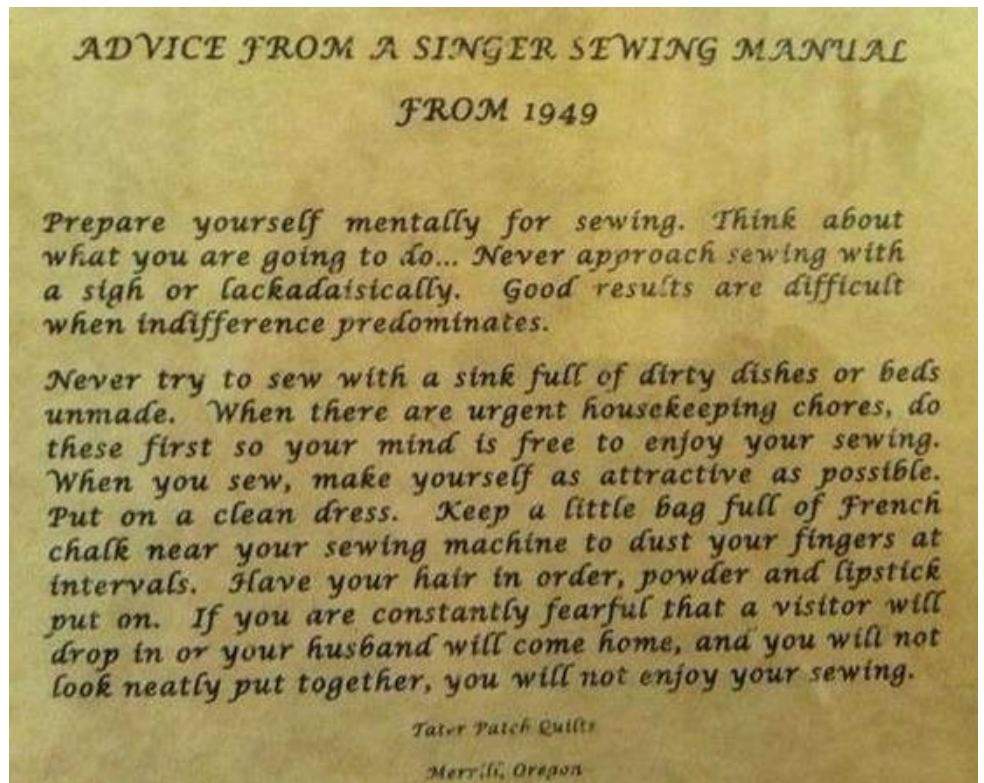 ADVICE FROM A SINGER SEWING MANUAL
FROM 1949
Prepare yourself mentally for sewing. Think about
what you are going to do... Never approach sewing with
a sigh or lackadaisically. Good results are difficult
when indifference predominates.
Never try to sew with a sink full of dirty dishes or beds
unmade. When there are urgent housekeeping chores, do
these first so your mind is free to enjoy your sewing.
When you sew, make yourself as attractive as possible.
Put on a clean dress. Keep a little bag full of French
chalk near your sewing machine to dust your fingers at
intervals. Have your hair in order, powder and lipstick
put on. If you are constantly fearful that a visitor will
drop in or your husband will come home, and you will not
look neatly put together, you will not enjoy your sewing.
Tater Patch Quilts
Merrill, Oregon